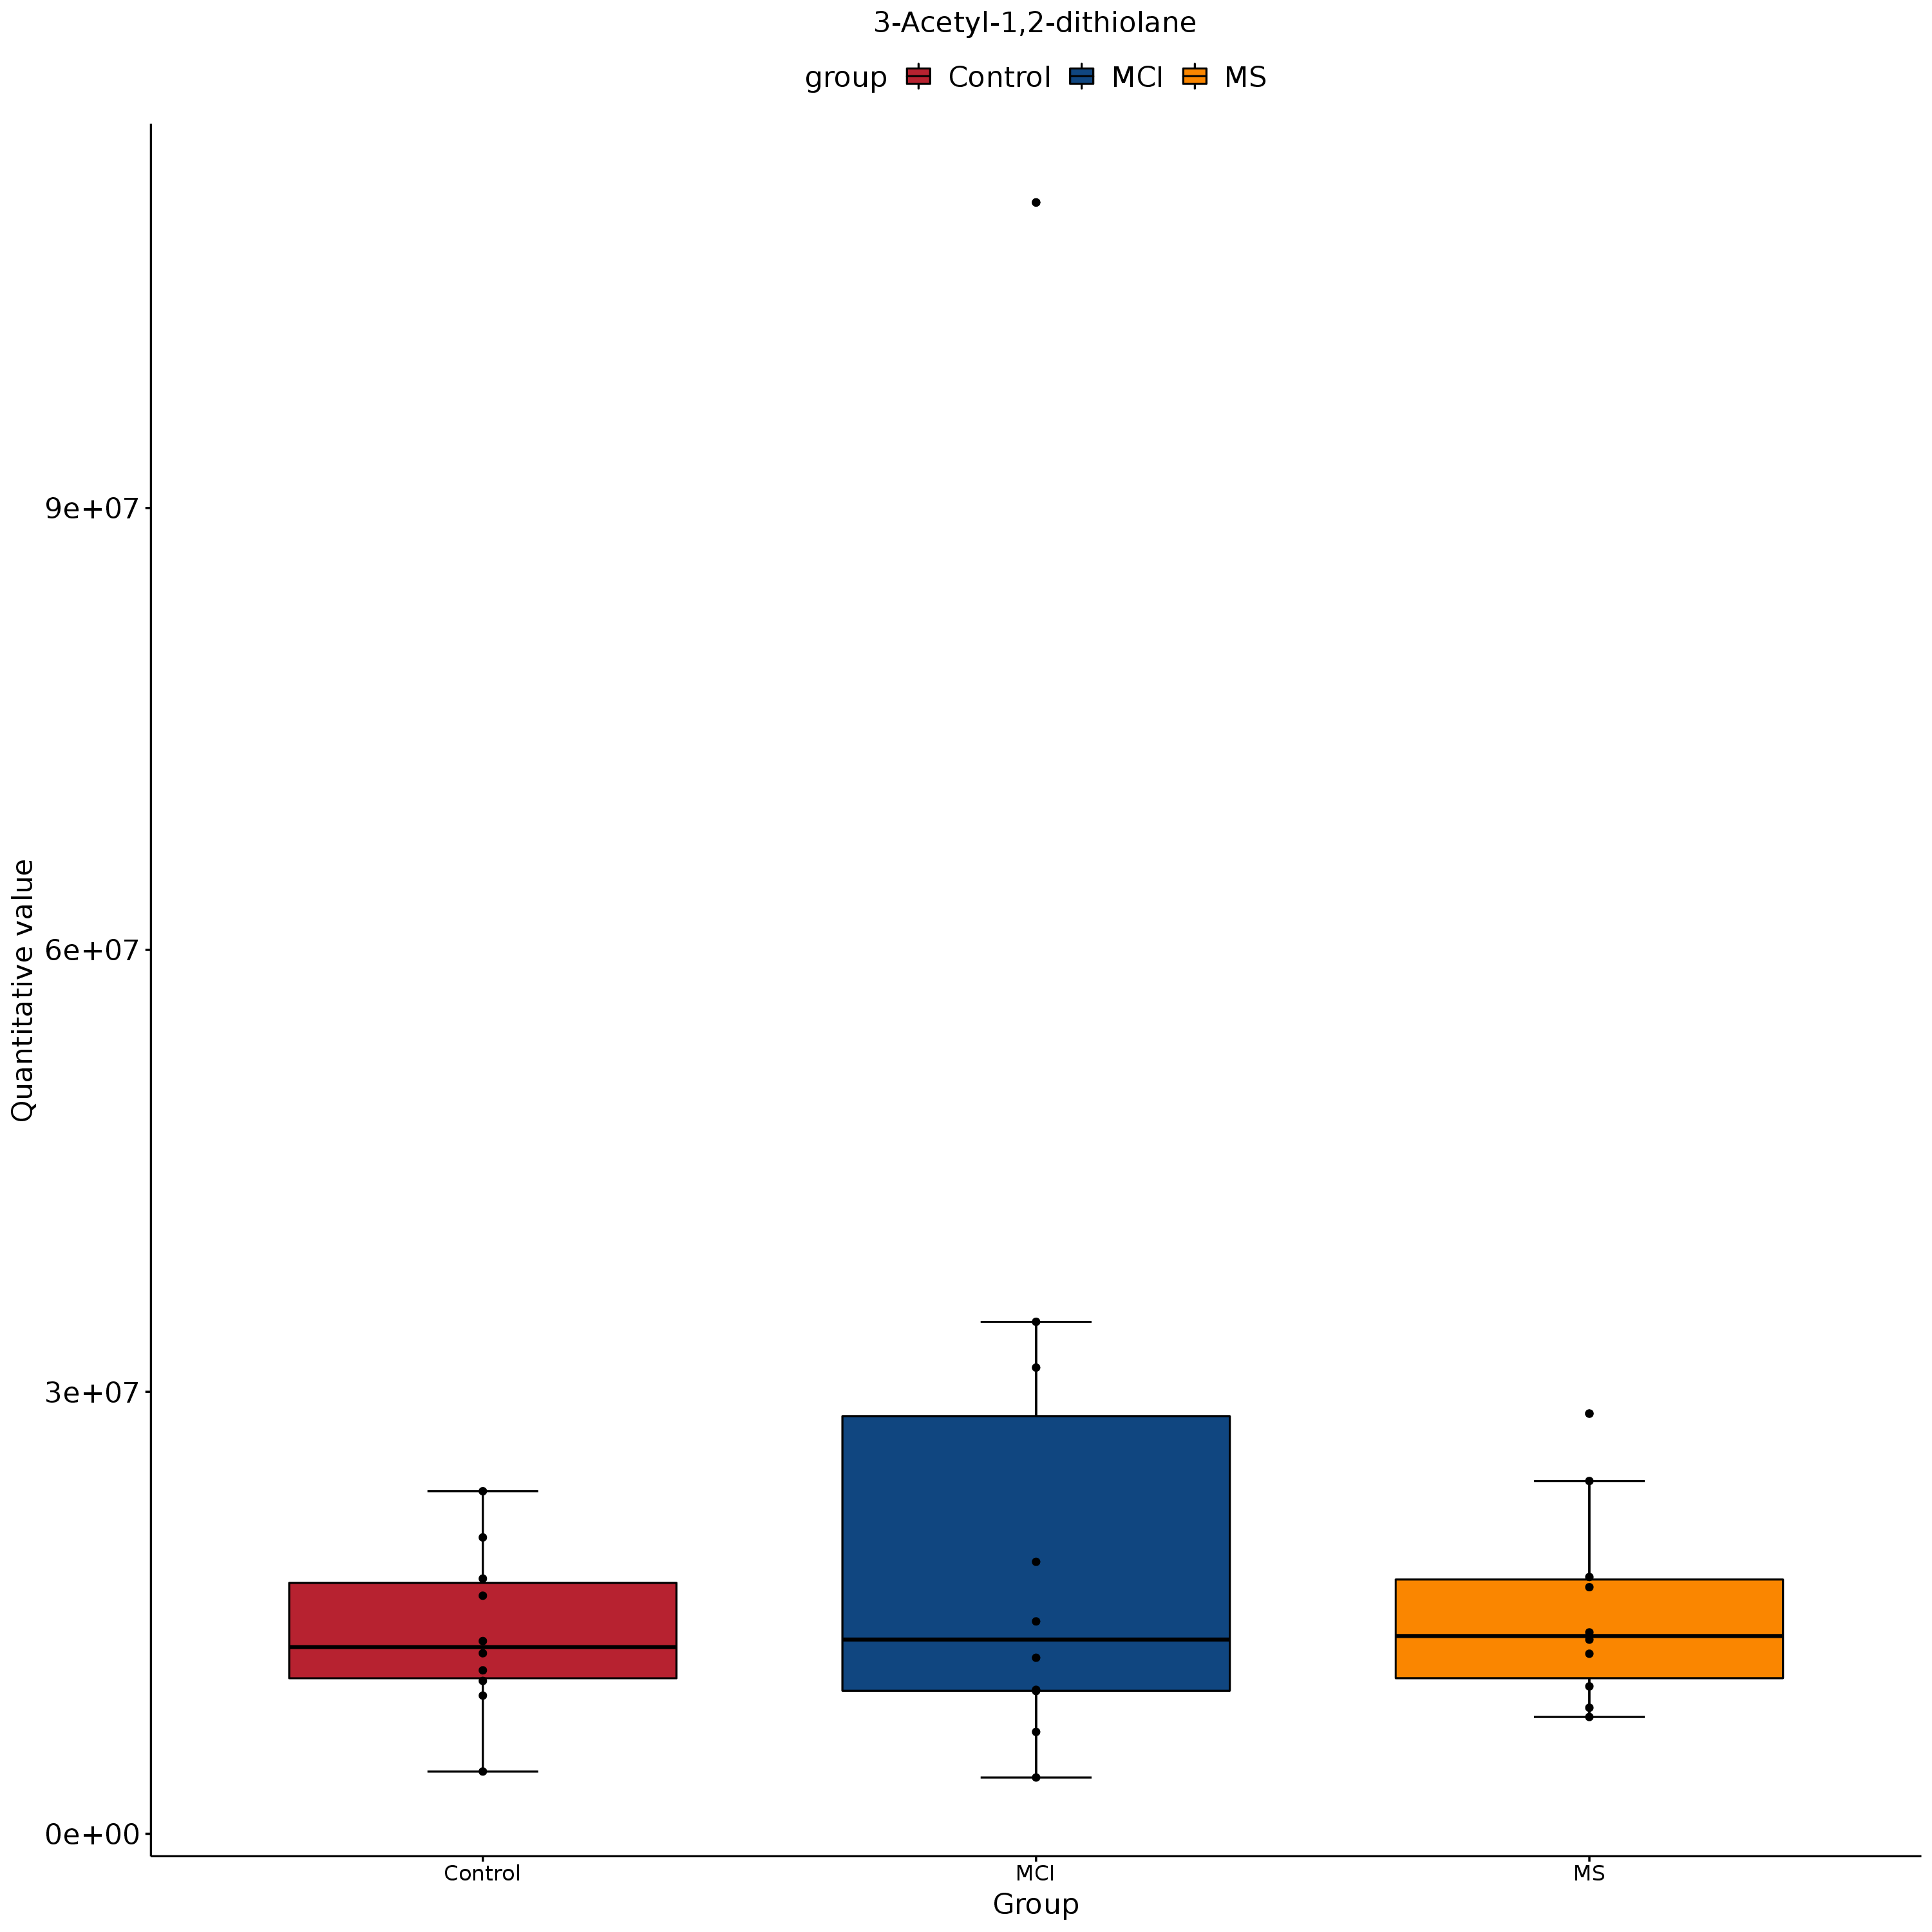 3-Acetyl-1,2-dithiolane
group Control MCI MS
Quantitative value
9e+07
6e+07
3e+07
0e+00
Control MCI MS
Group